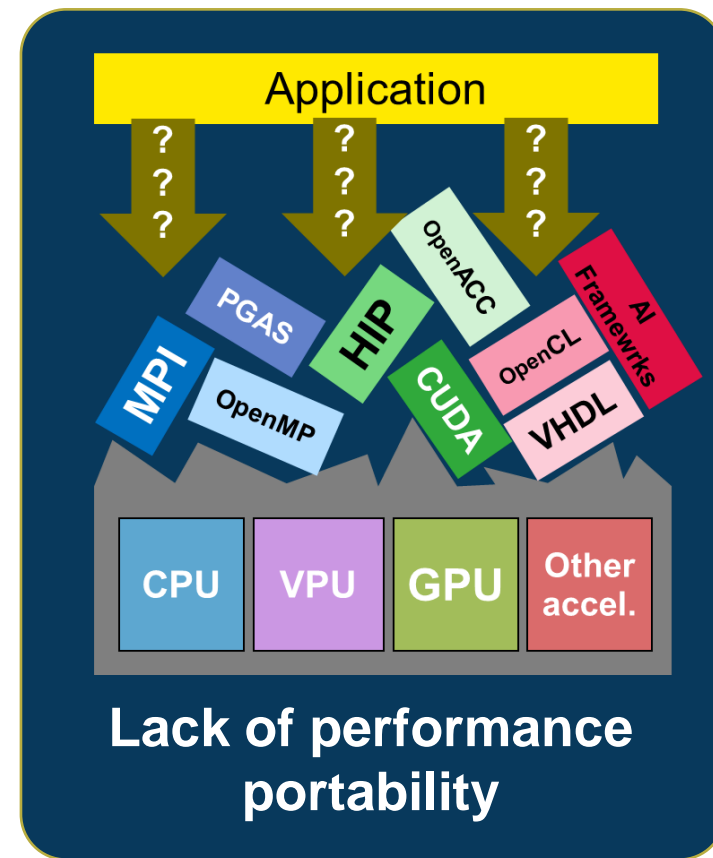 Application
?
?
?
?
?
?
?
?
?
OpenACC
AI
Framewrks
PGAS
HIP
OpenCL
MPI
OpenMP
CUDA
VHDL
CPU
VPU
GPU
Other
accel.
Lack of performance
portability